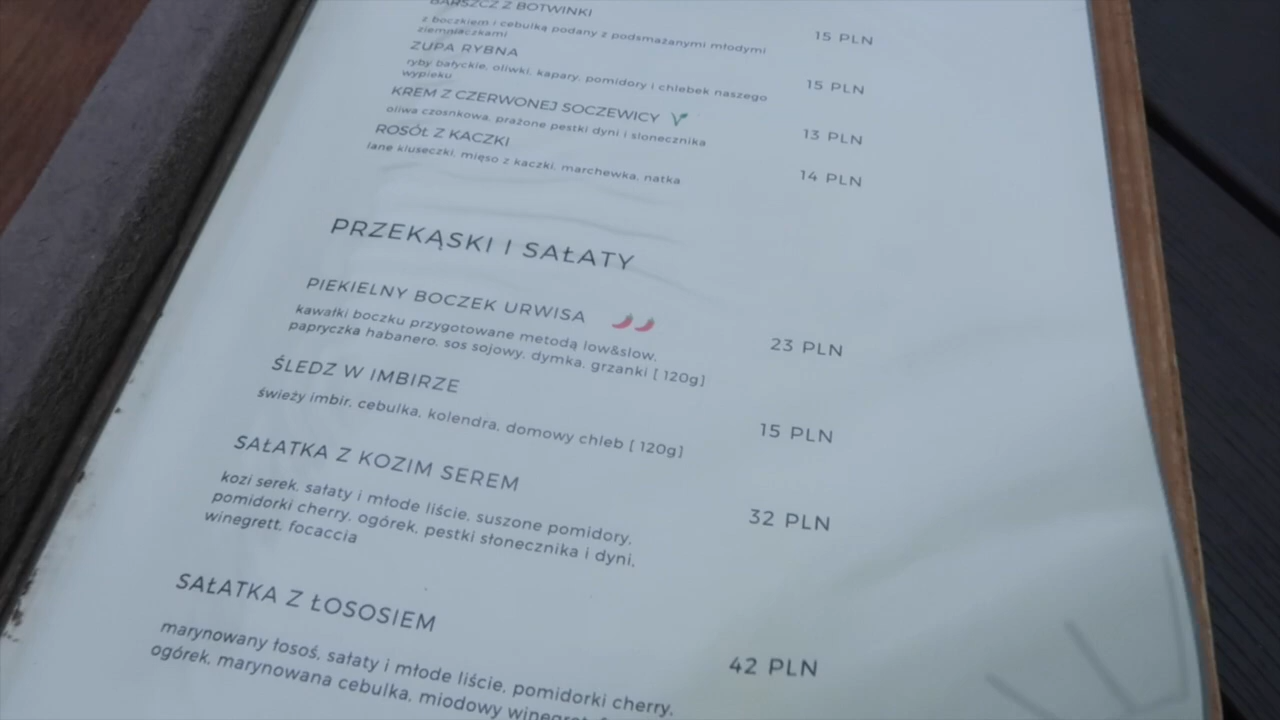 BARSZCZ Z BOTWINKI
z boczkiem i cebulką podany z podsmażanymi młodymi
ziemniaczkami
15 PLN
ZUPA RYBNA
ryby bałyckie, oliwki, kapary, pomidory i chlebek naszego
wypieku
15 PLN
KREM Z CZERWONEJ SOCZEWICY
oliwa czosnkowa, prażone pestki dyni i slonecznika
13 PLN
ROSÓŁ Z KACZKI
lane kluseczki, mięso z kaczki, marchewka, natka
14 PLN
PRZEKĄSKI I SAŁATY
PIEKIELNY BOCZEK URWISA
kawałki boczku przygotowane metodą low&slow,
papryczka habanero, sos sojowy, dymka, grzanki [ 120g]
23 PLN
ŚLEDZ W IMBIRZE
świeży imbir, cebulka, kolendra, domowy chleb [ 120g]
15 PLN
SAŁATKA Z KOZIM SEREM
kozi serek, sałaty i młode liście, suszone pomidory,
pomidorki cherry, ogórek, pestki słonecznika i dyni,
winegrett, focaccia
32 PLN
SAŁATKA Z ŁOSOSIEM
marynowany łosoś, sałaty i młode liście, pomidorki cherry,
ogórek, marynowana cebulka, miodowy winegret,
42 PLN